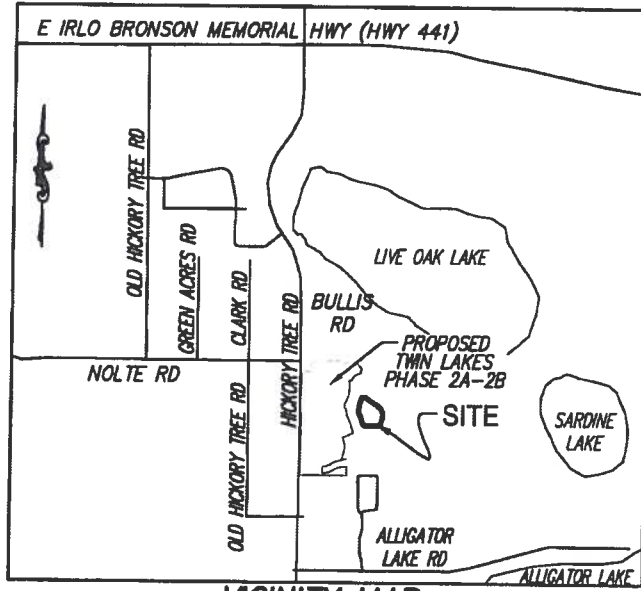 E IRLO BRONSON MEMORIAL HWY (HWY 441)
OLD HICKORY TREE RD
GREEN ACRES RD
CLARK RD
HICKORY TREE RD
LIVE OAK LAKE
BULLIS
RD
NOLTE RD
PROPOSED
TWIN LAKES
PHASE 2A-2B
SITE
SARDINE
LAKE
OLD HICKORY TREE RD
ALLIGATOR
LAKE RD
ALLIGATOR LAKE
VICINITY MAP